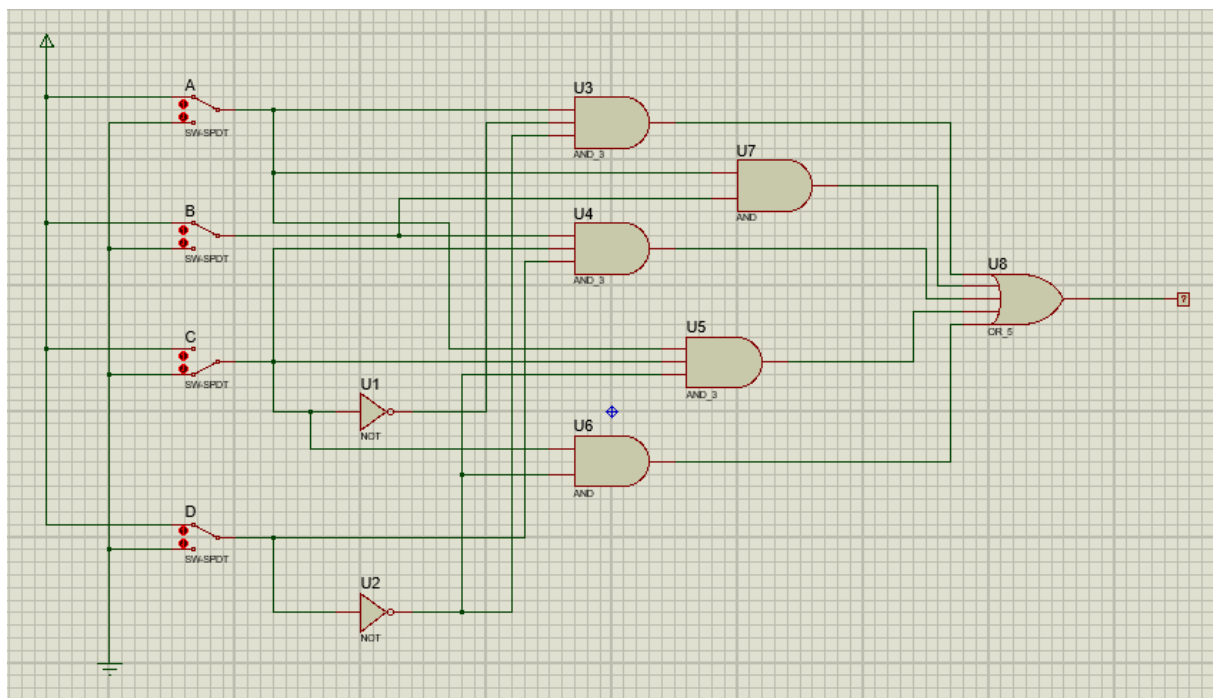 A
SW-SPDT
U3
AND_3
U7
AND
B
SW-SPDT
U4
AND_3
U8
OR_5
?
C
SW-SPDT
U5
AND_3
U1
NOT
U6
AND
D
SW-SPDT
U2
NOT